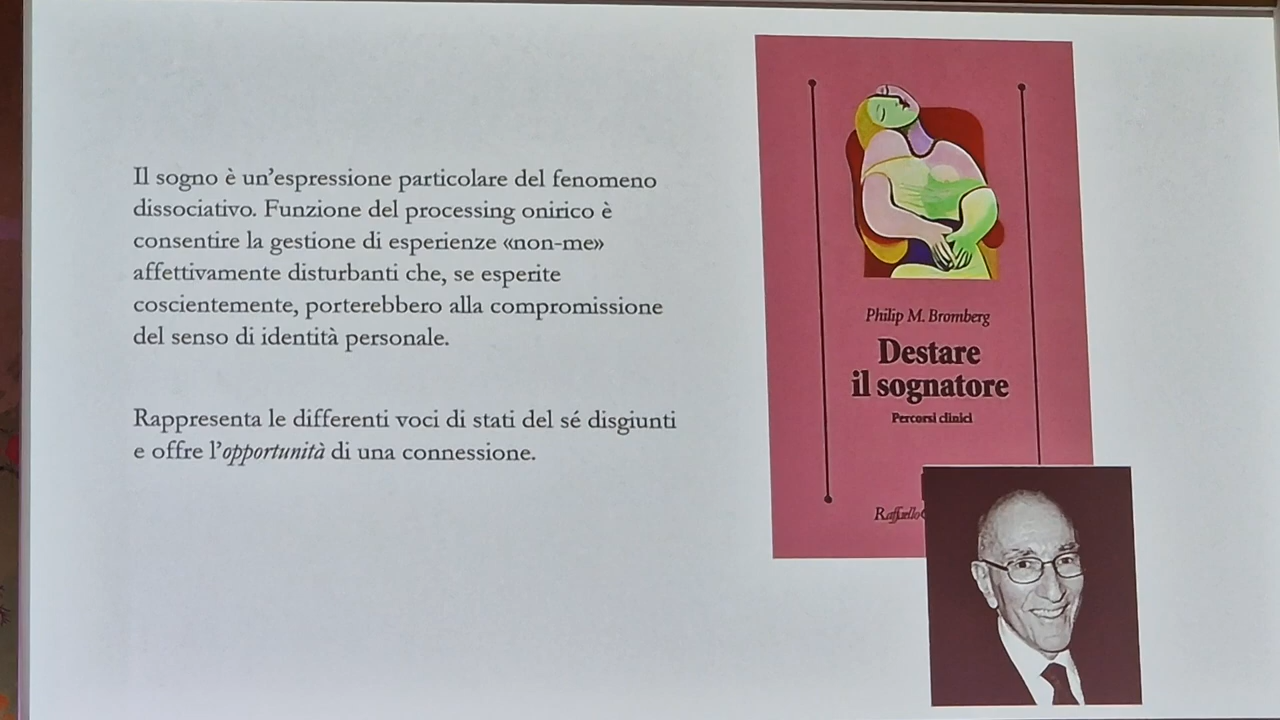 Il sogno è un'espressione particolare del fenomeno
dissociativo. Funzione del processing onirico è
consentire la gestione di esperienze «non-me»
affettivamente disturbanti che, se esperite
coscientemente, porterebbero alla compromissione
del senso di identità personale.
Rappresenta le differenti voci di stati del sé disgiunti
e offre l'opportunità di una connessione.
Philip M. Bromberg
Destare
il sognatore
Percorsi clinici
Raffaello